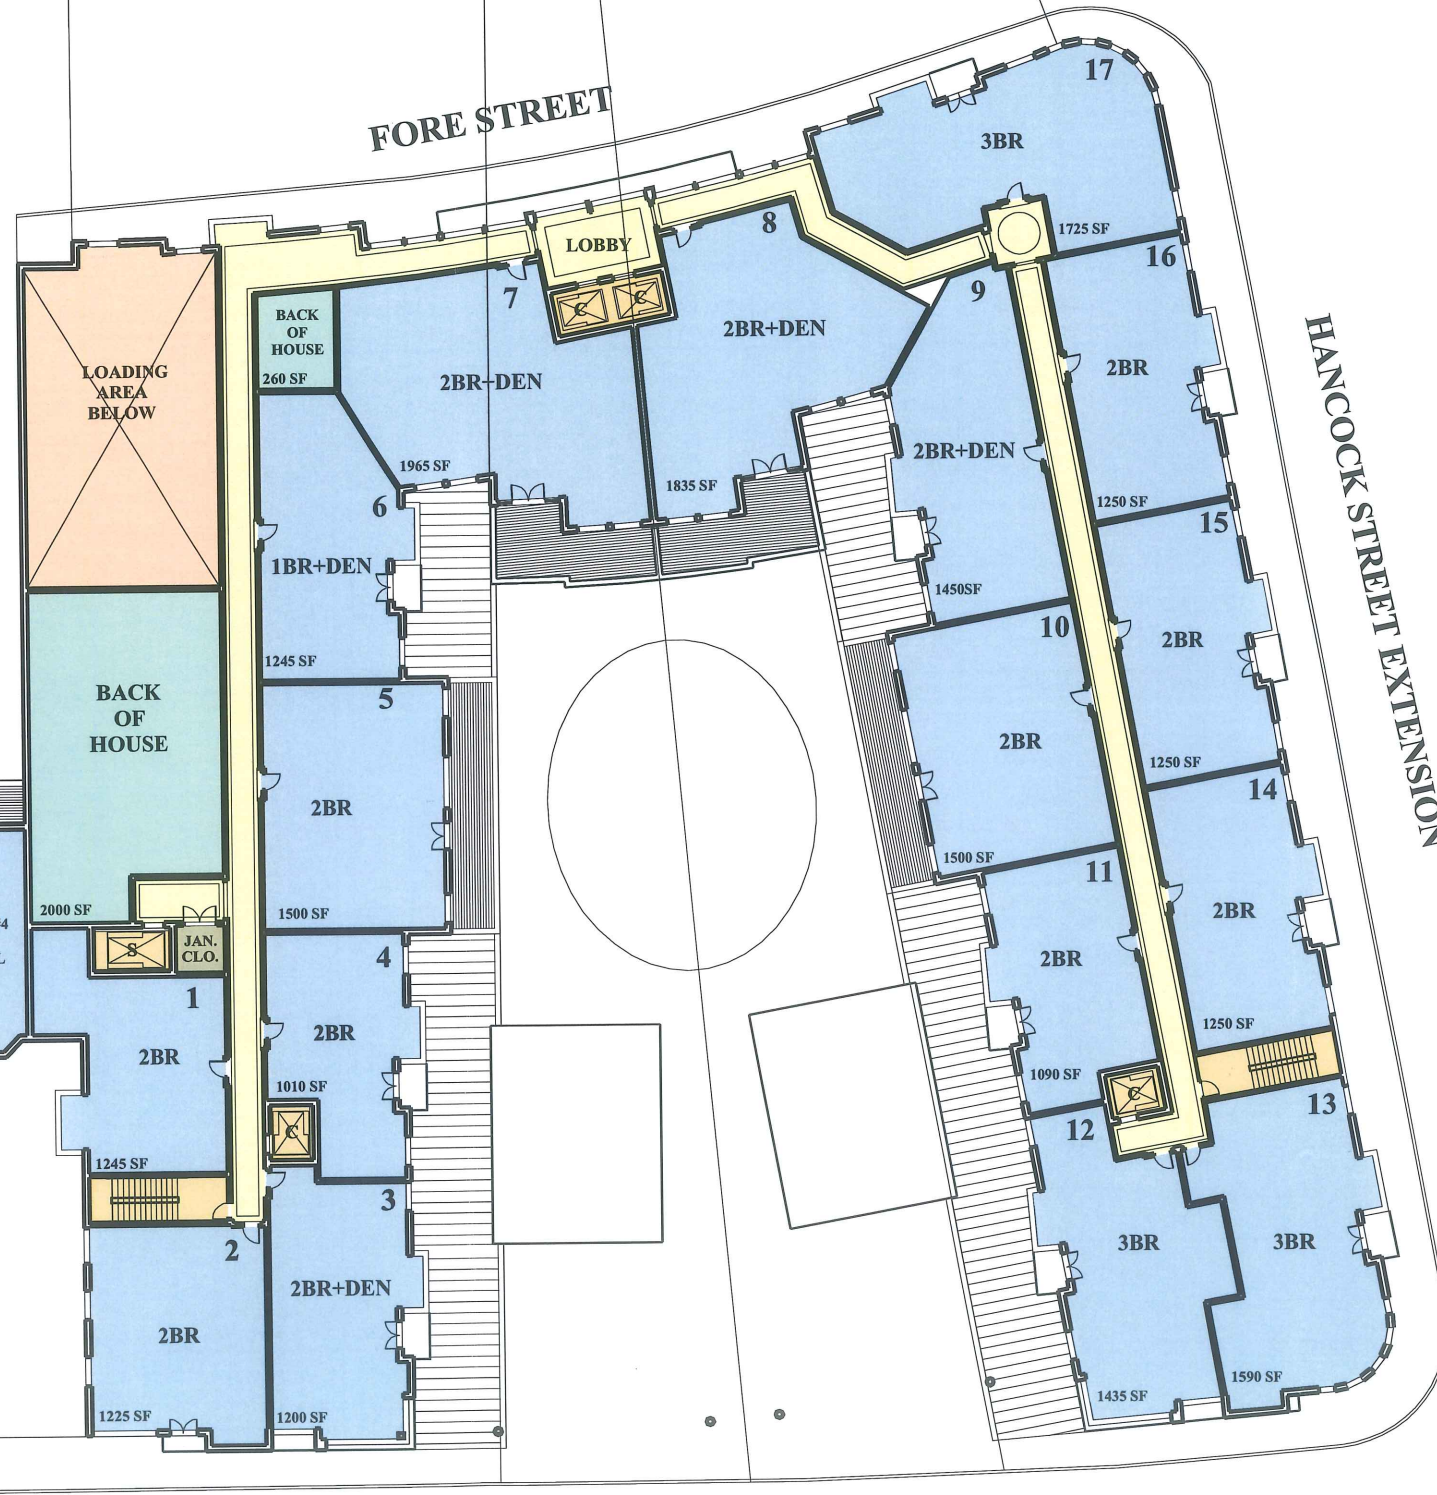 FORE STREET
HANCOCK STREET EXTENSION
17
3BR
1725 SF
16
2BR
1250 SF
15
2BR
1250 SF
14
2BR
1250 SF
13
3BR
1590 SF
12
3BR
1435 SF
11
2BR
1090 SF
C
10
2BR
1500 SF
9
2BR+DEN
1450SF
8
2BR+DEN
1835 SF
LOBBY
C
C
7
2BR+DEN
1965 SF
BACK
OF
HOUSE
260 SF
6
1BR+DEN
1245 SF
5
2BR
1500 SF
4
2BR
1010 SF
C
3
2BR+DEN
1200 SF
2
2BR
1225 SF
1
2BR
1245 SF
S
JAN.
CLO.
BACK
OF
HOUSE
2000 SF
LOADING
AREA
BELOW